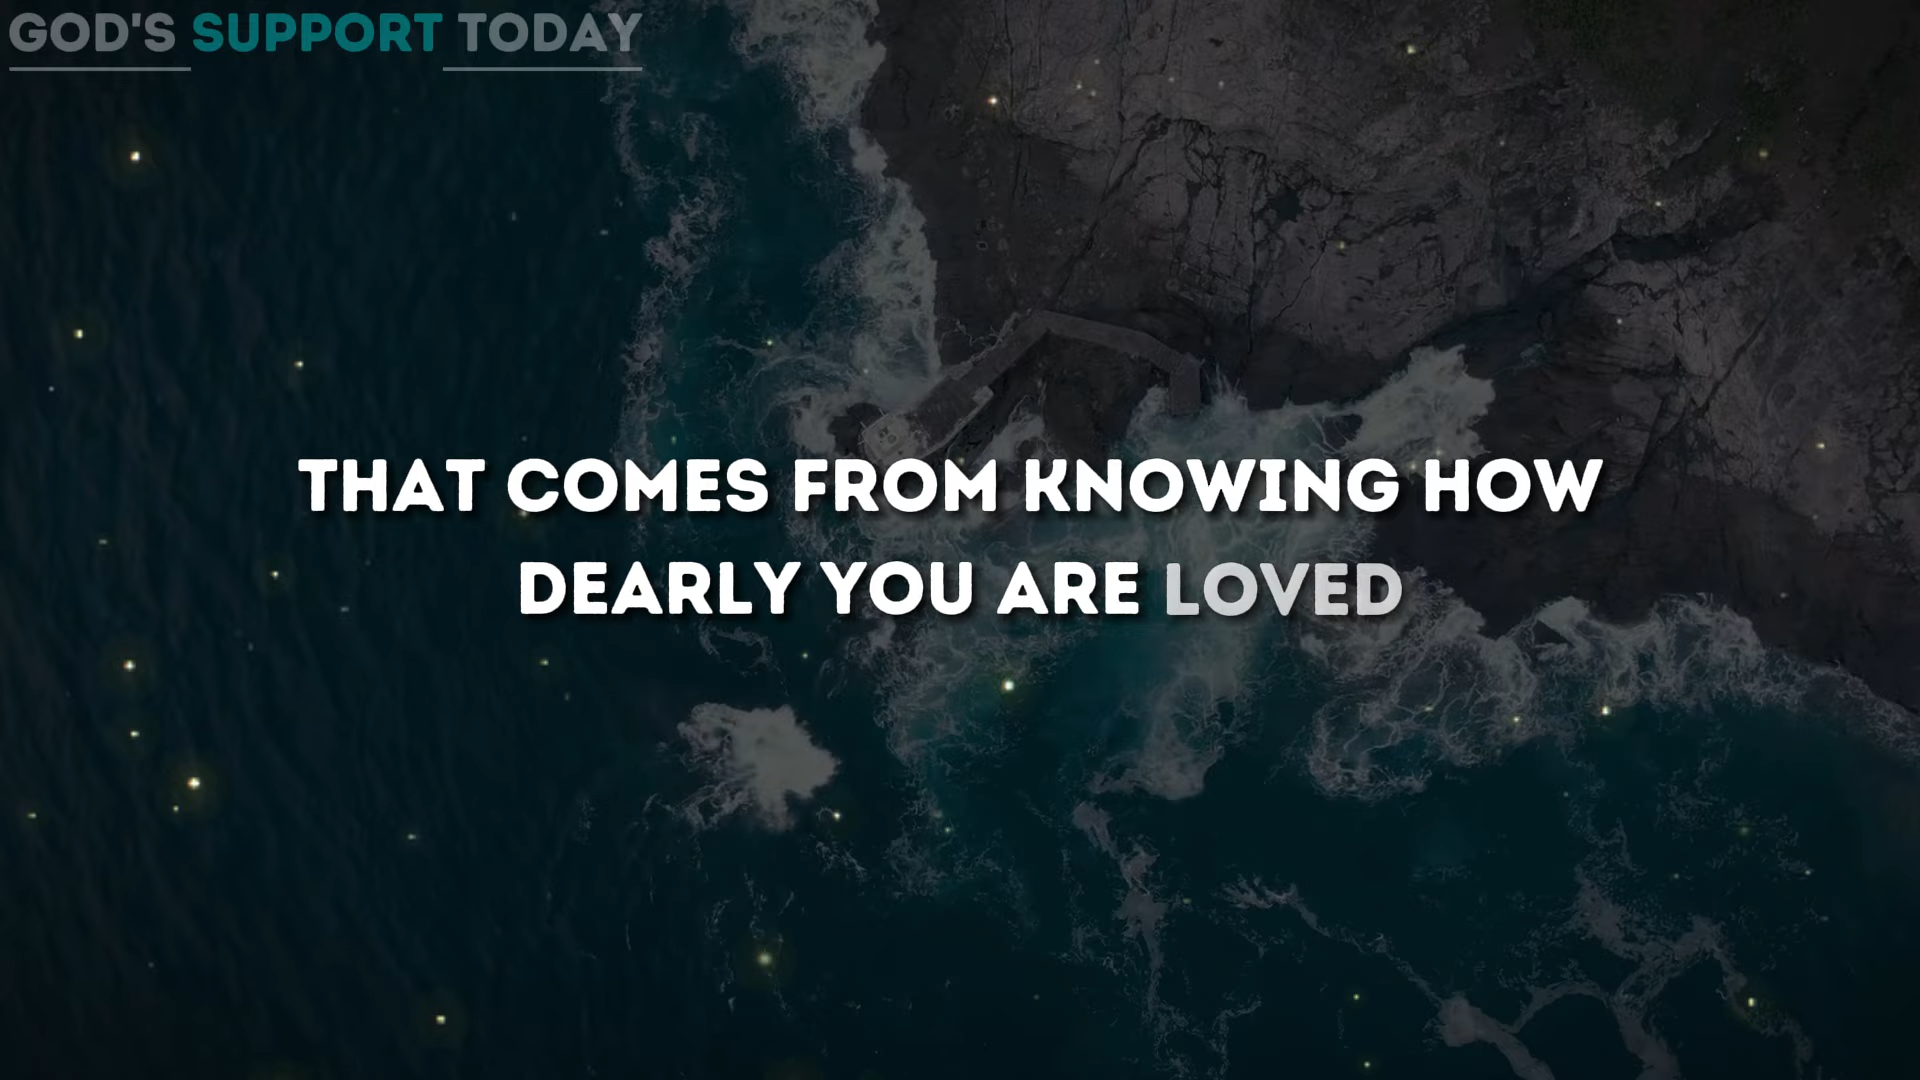 GOD'S SUPPORT TODAY
THAT COMES FROM KNOWING HOW
DEARLY YOU ARE LOVED